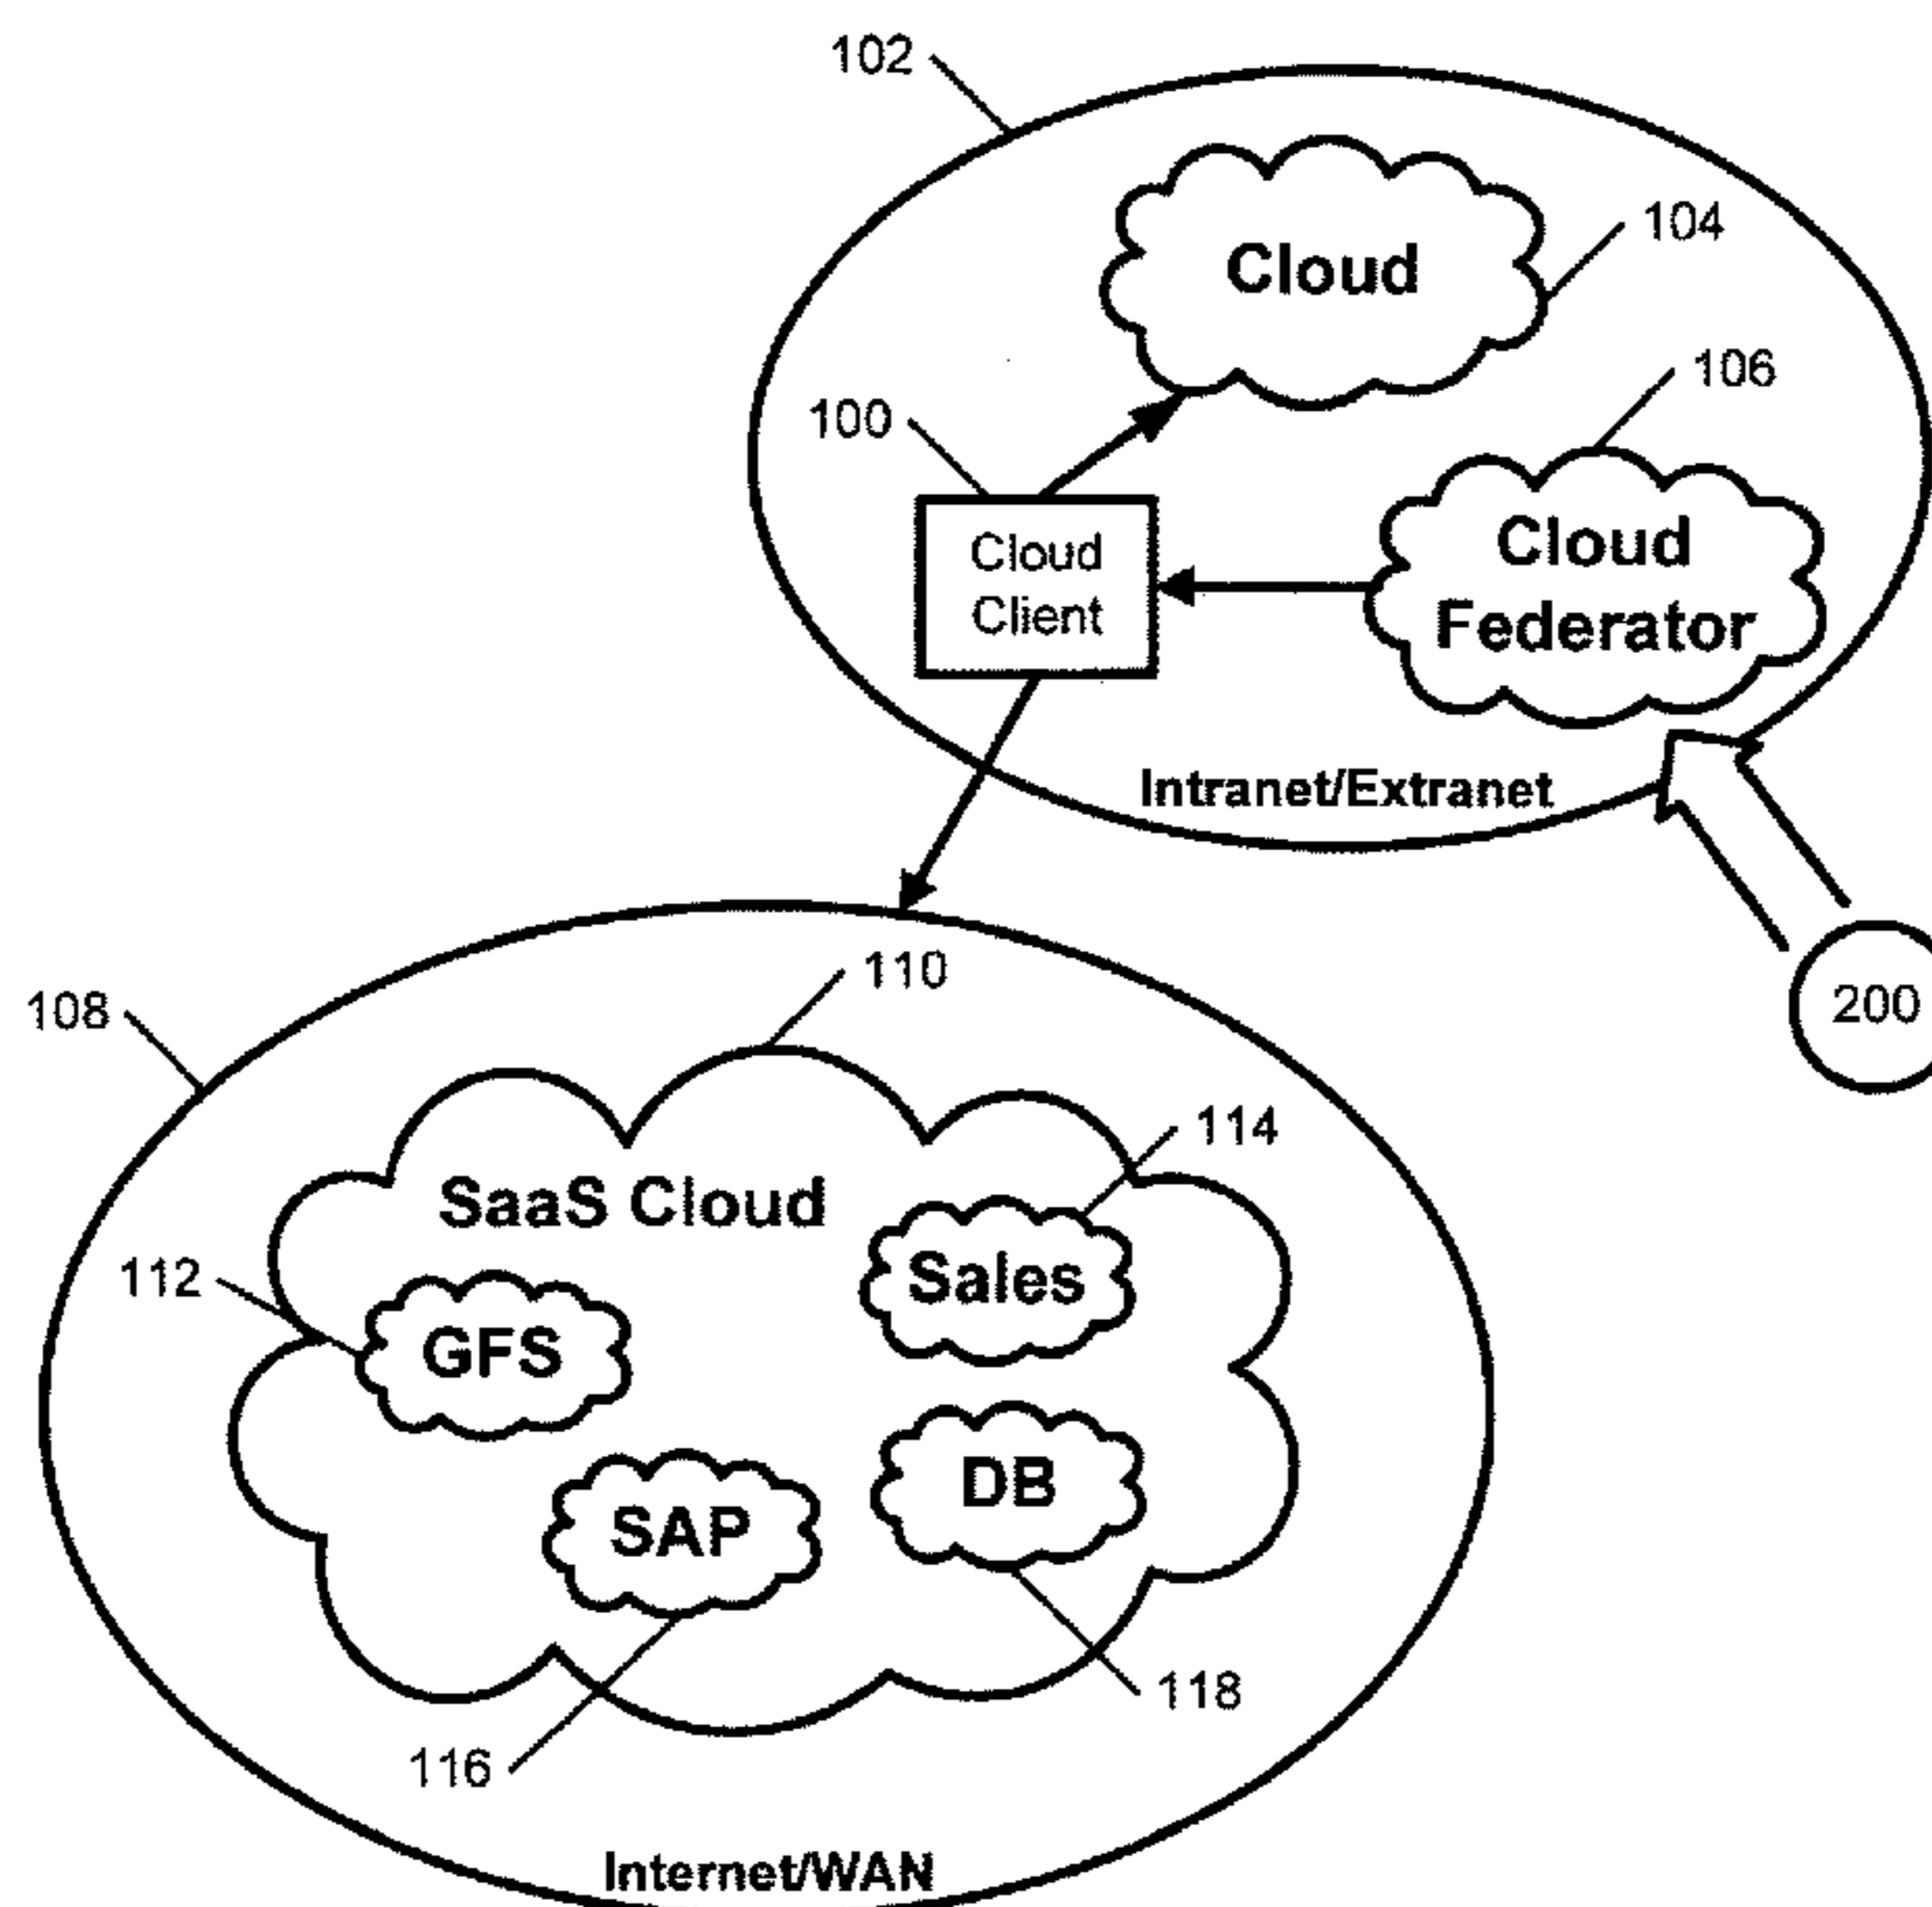 102
Cloud
104
106
100
Cloud
Client
Cloud
Federator
Intranet/Extranet
200
110
108
114
SaaS Cloud
112
Sales
GFS
DB
SAP
118
116
Internet/WAN